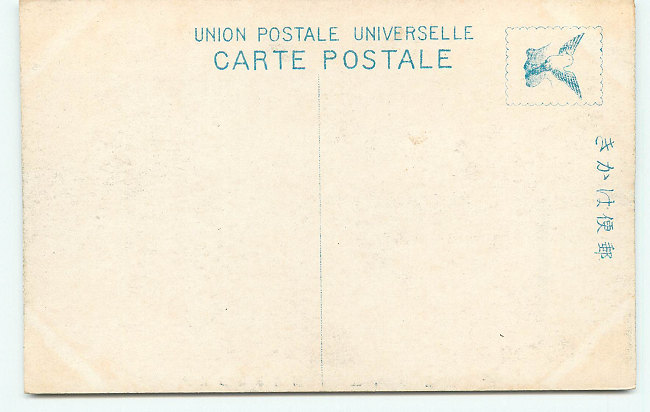 UNION POSTALE UNIVERSELLE
CARTE POSTALE
きかは便郵